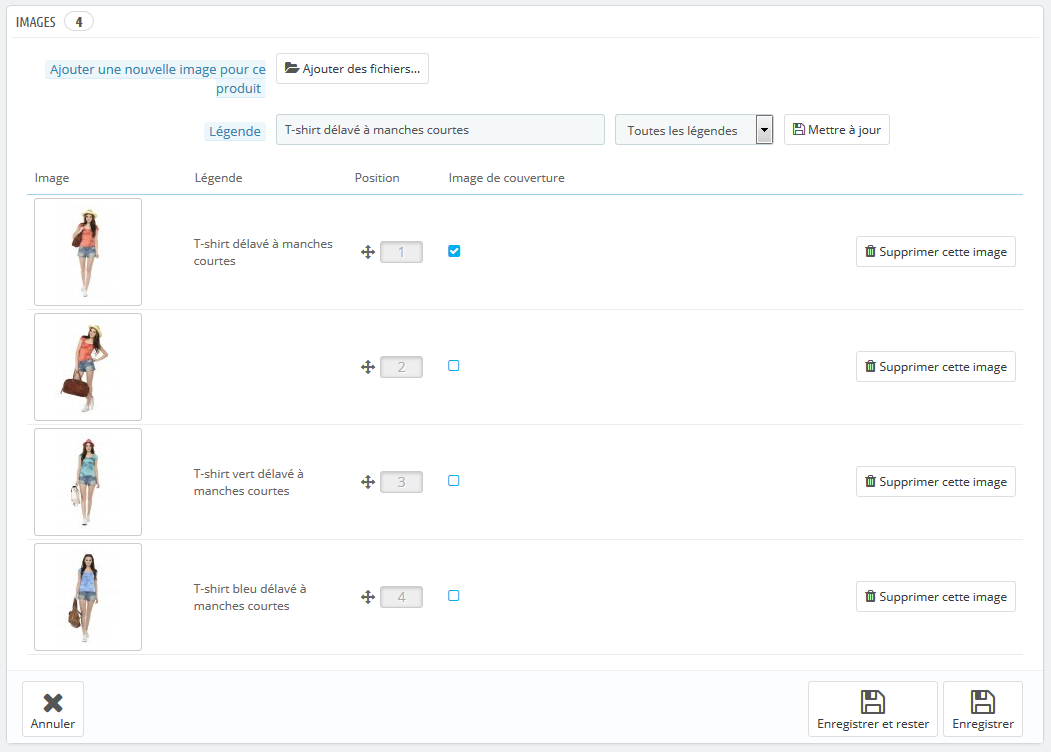 IMAGES 4
Ajouter une nouvelle image pour ce
produit
Ajouter des fichiers...
Légende
T-shirt délavé à manches courtes
Toutes les légendes
Mettre à jour
Image Légende Position Image de couverture
T-shirt délavé à manches
courtes
1
Supprimer cette image
2
Supprimer cette image
T-shirt vert délavé à
manches courtes
3
Supprimer cette image
T-shirt bleu délavé à
manches courtes
4
Supprimer cette image
Annuler
Enregistrer et rester
Enregistrer